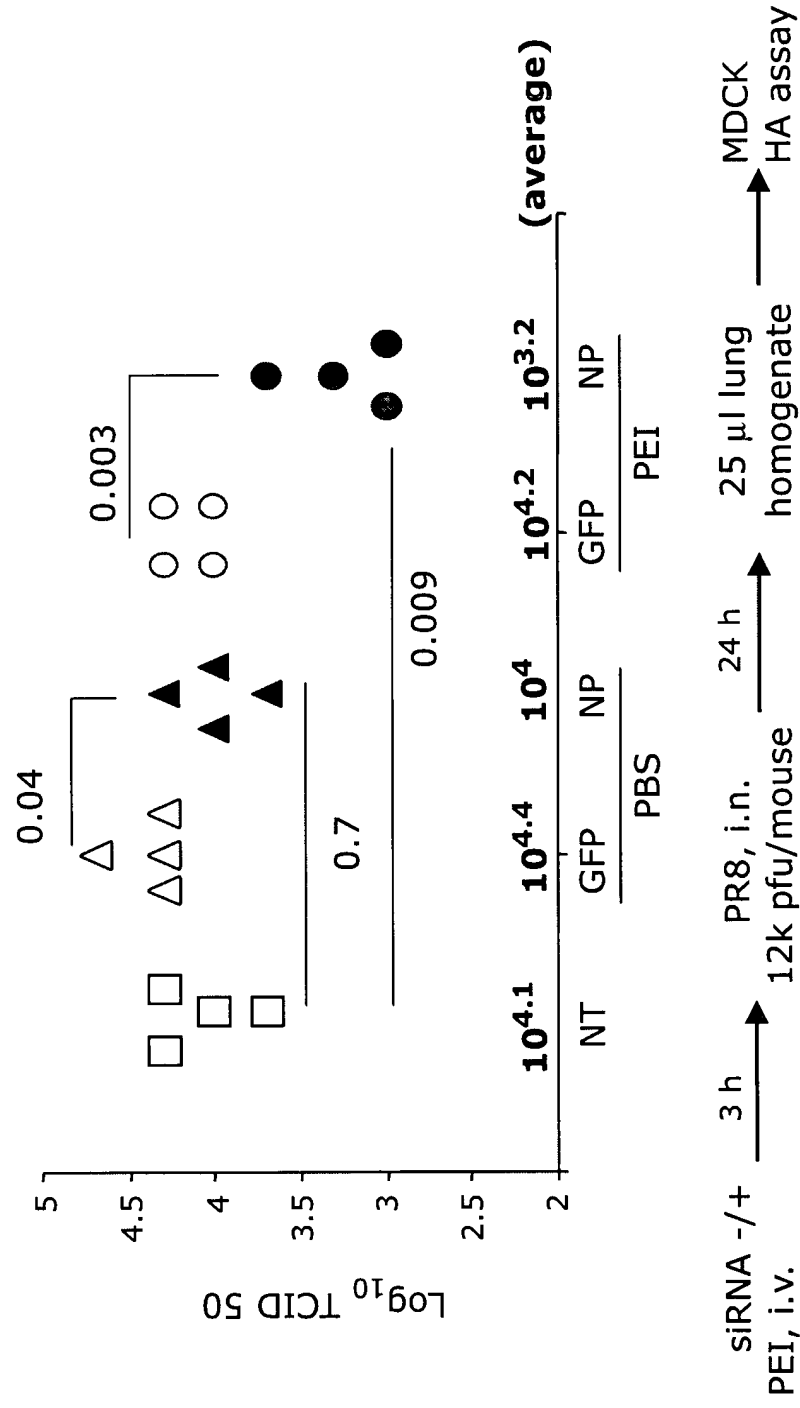 Log10 TCID 50
5
4.5
4
3.5
3
2.5
2
0.04
0.003
0.7
0.009
10^4.1 10^4.4 10^4 10^4.2 10^3.2 (average)
NT GFP NP GFP NP
PBS PEI
siRNA -/+
PEI, i.v.
3 h
PR8, i.n.
12k pfu/mouse
24 h
25 µl lung
homogenate
MDCK
HA assay